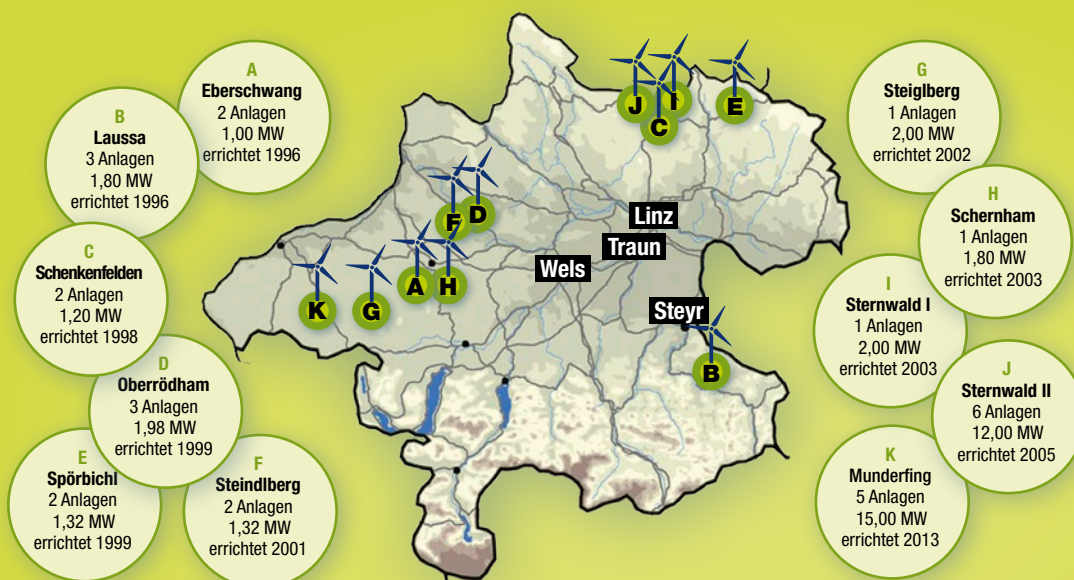 A
Eberschwang
2 Anlagen
1,00 MW
errichtet 1996
B
Laussa
3 Anlagen
1,80 MW
errichtet 1996
C
Schenkenfelden
2 Anlagen
1,20 MW
errichtet 1998
D
Oberrödham
3 Anlagen
1,98 MW
errichtet 1999
E
Spörbichl
2 Anlagen
1,32 MW
errichtet 1999
F
Steindlberg
2 Anlagen
1,32 MW
errichtet 2001
J
I
E
C
F
D
Linz
Traun
Wels
A
H
K
G
Steyr
B
G
Steiglberg
1 Anlagen
2,00 MW
errichtet 2002
H
Schernham
1 Anlagen
1,80 MW
errichtet 2003
I
Sternwald I
1 Anlagen
2,00 MW
errichtet 2003
J
Sternwald II
6 Anlagen
12,00 MW
errichtet 2005
K
Munderfing
5 Anlagen
15,00 MW
errichtet 2013